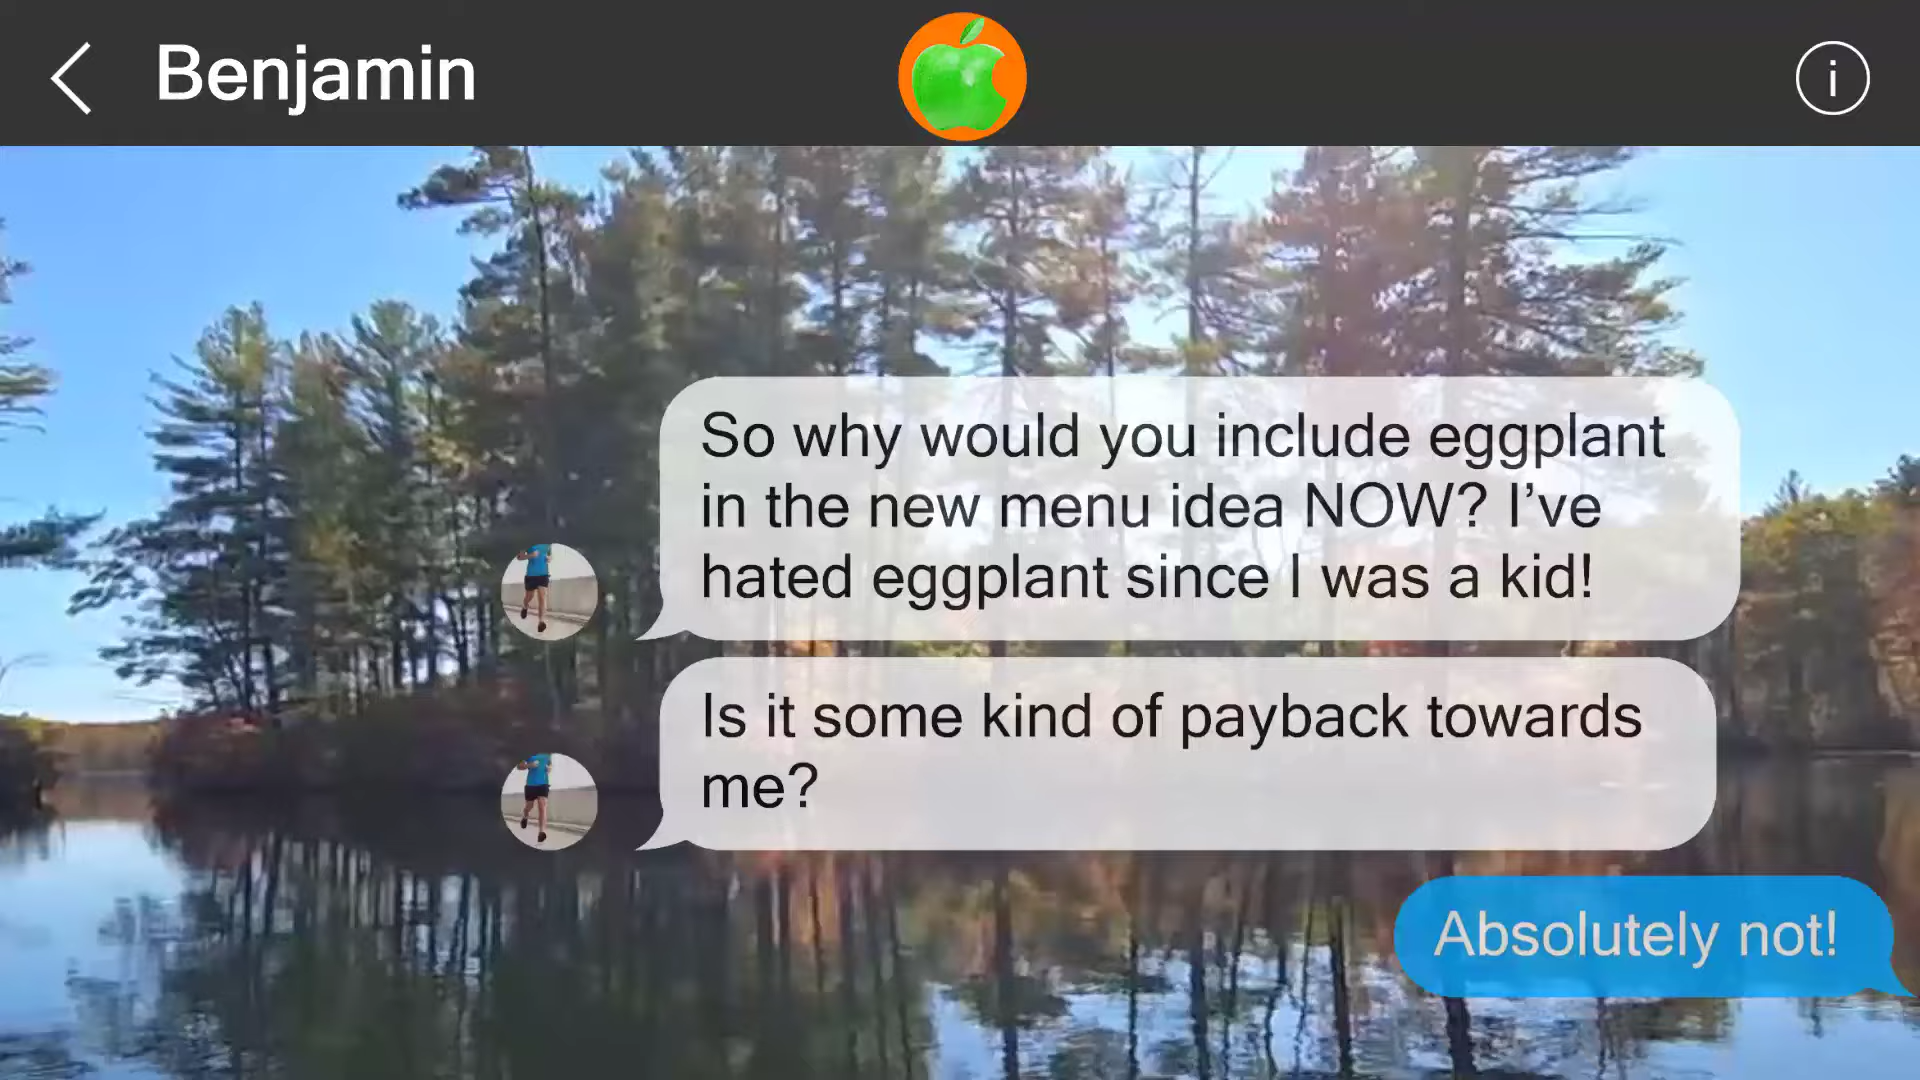 Benjamin
i
So why would you include eggplant
in the new menu idea NOW? I’ve
hated eggplant since I was a kid!
Is it some kind of payback towards
me?
Absolutely not!